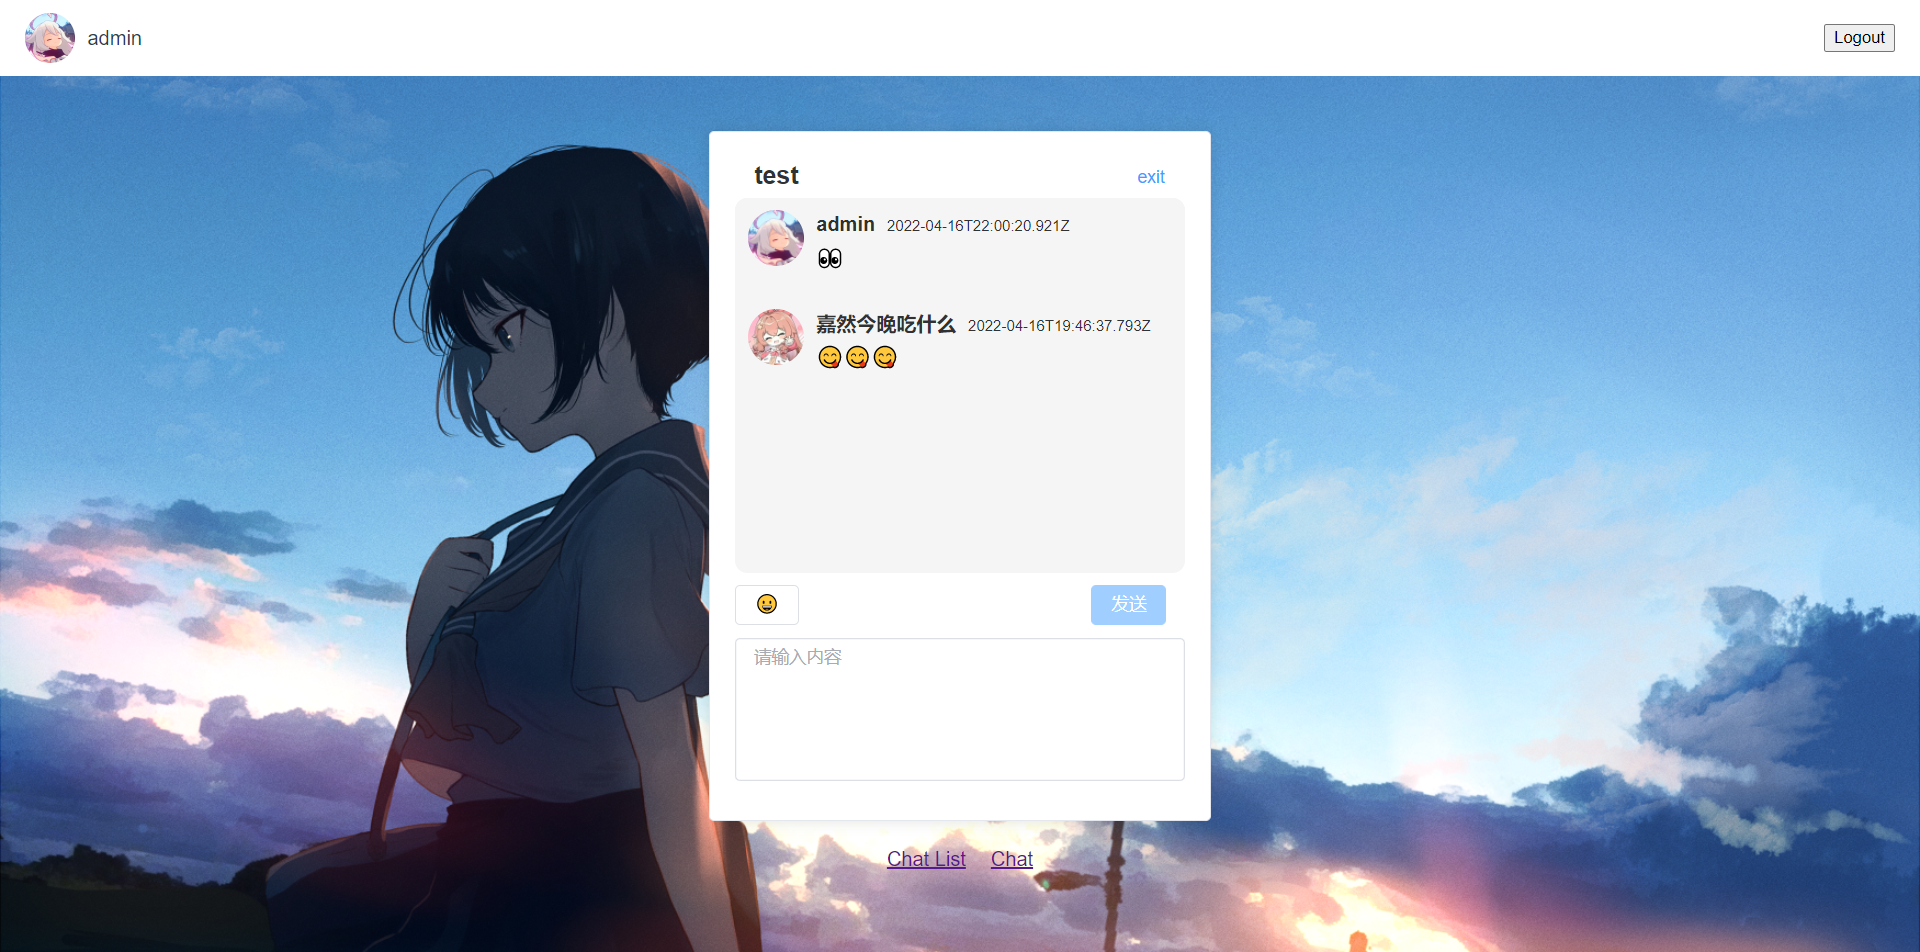 admin
Logout
test
exit
admin 2022-04-16T22:00:20.921Z
👀
嘉然今晚吃什么 2022-04-16T19:46:37.793Z
😋😋😋
😀
发送
请输入内容
Chat List Chat